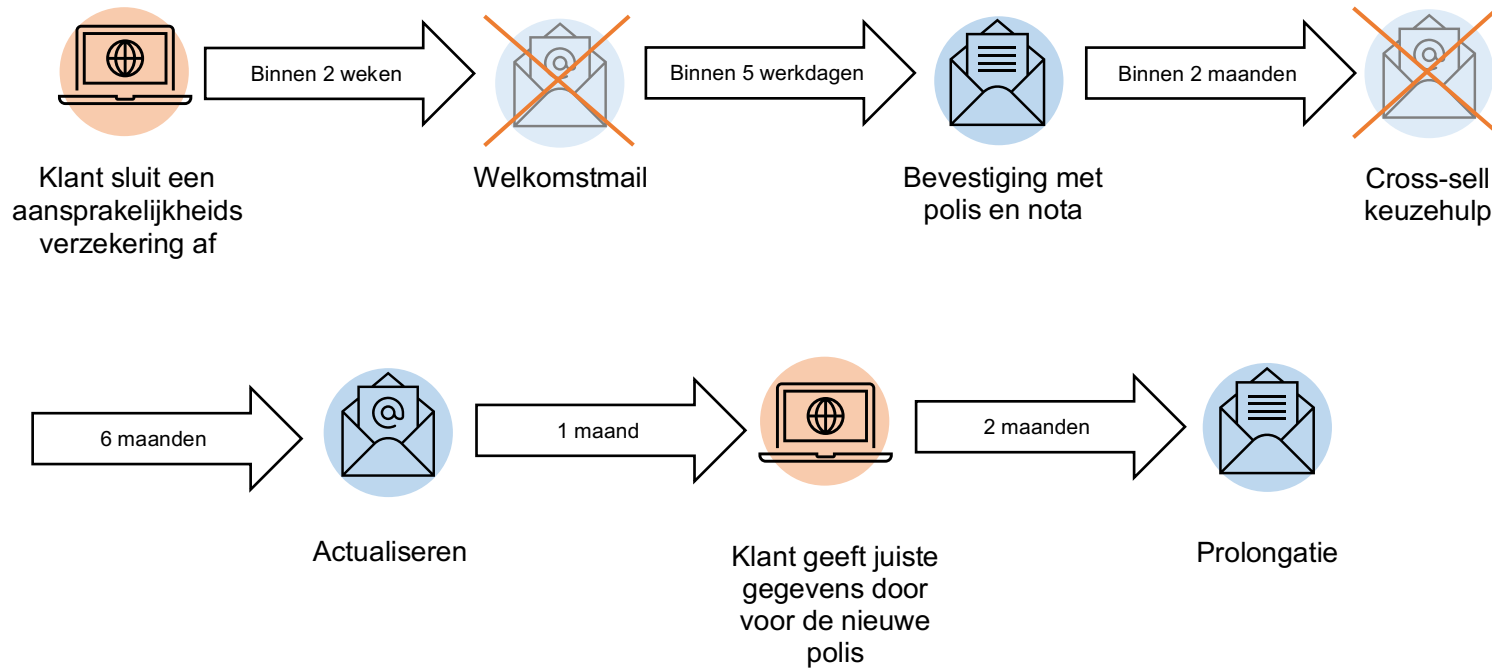 Binnen 2 weken
Binnen 5 werkdagen
Binnen 2 maanden
Klant sluit een
aansprakelijkheids
verzekering af
Welkomstmail
Bevestiging met
polis en nota
Cross-sell
keuzehulp
6 maanden
1 maand
2 maanden
Actualiseren
Klant geeft juiste
gegevens door
voor de nieuwe
polis
Prolongatie